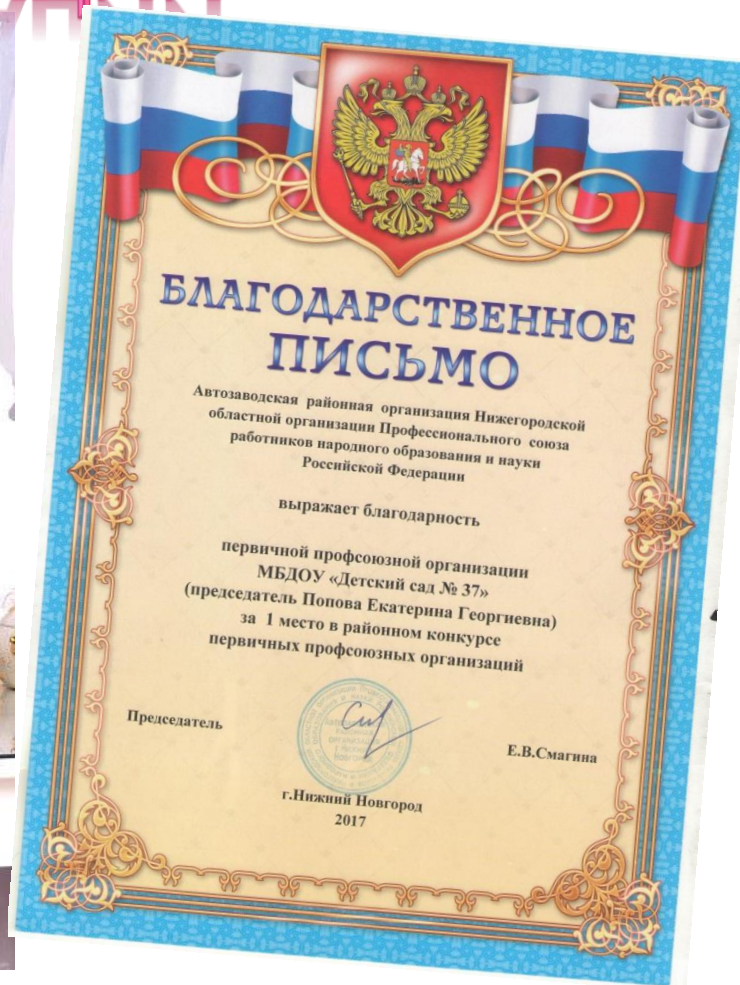 БЛАГОДАРСТВЕННОЕ
ПИСЬМО
Автозаводская районная организация Нижегородской
областной организации Профессионального союза
работников народного образования и науки
Российской Федерации
выражает благодарность
первичной профсоюзной организации
МБДОУ «Детский сад № 37»
(председатель Попова Екатерина Георгиевна)
за 1 место в районном конкурсе
первичных профсоюзных организаций
Председатель
Е.В.Смагина
г.Нижний Новгород
2017